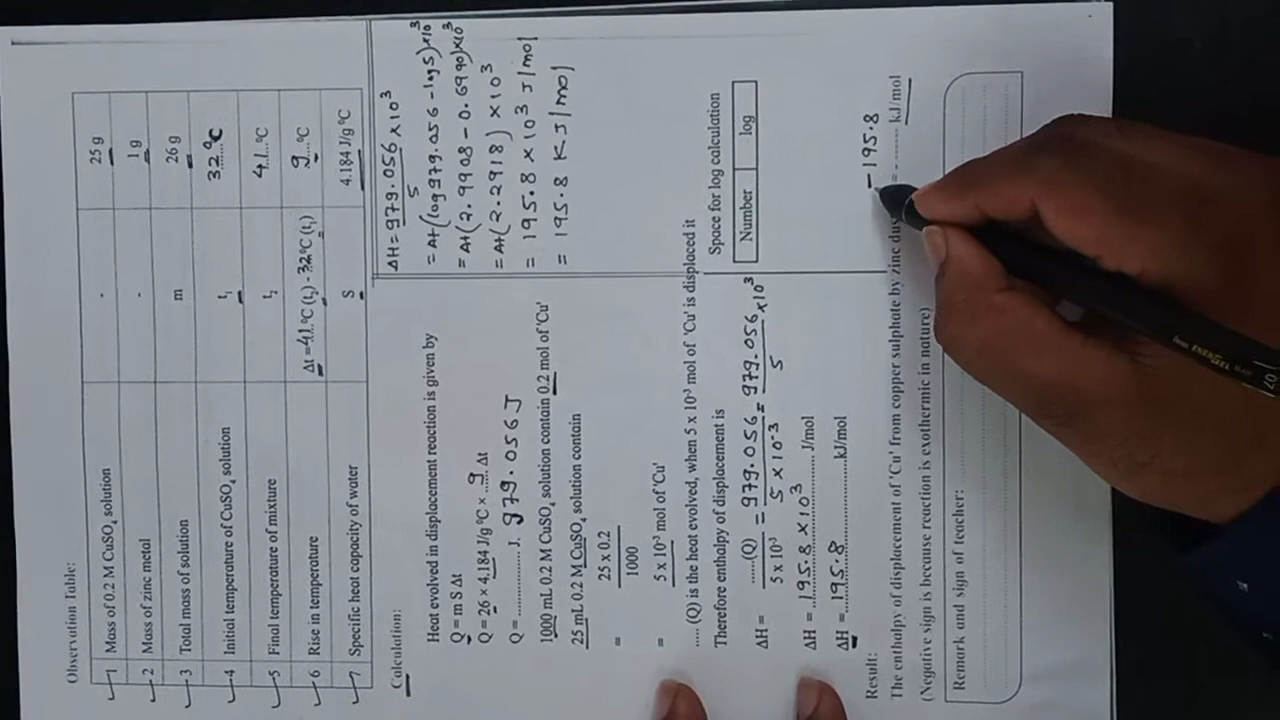 Observation Table:
1 Mass of 0.2 M CuSO₄ solution - 25 g
2 Mass of zinc metal - 1 g
3 Total mass of solution m 26 g
4 Initial temperature of CuSO₄ solution t₁ 32 °C
5 Final temperature of mixture t₂ 41 °C
6 Rise in temperature Δt = 41 °C (t₂) - 32 °C (t₁) 9 °C
7 Specific heat capacity of water S 4.184 J/g °C
Calculation:
Heat evolved in displacement reaction is given by
Q = m S Δt
Q = 26 × 4.184 J/g °C × 9 Δt
Q = ............ J. 979.056 J
1000 mL 0.2 M CuSO₄ solution contain 0.2 mol of 'Cu'
25 mL 0.2 M CuSO₄ solution contain
= 25 x 0.2
1000
= 5 x 10⁻³ mol of 'Cu'
..... (Q) is the heat evolved, when 5 x 10⁻³ mol of 'Cu' is displaced it
Therefore enthalpy of displacement is
ΔH = .....(Q) = 979.056 = 979.056 × 10³
5 x 10⁻³ 5 × 10⁻³ 5
ΔH = 195.8 × 10³ J/mol
ΔH = 195.8 kJ/mol
ΔH = 979.056 × 10³
5
= At (log 979.056 - log 5) × 10³
= At (2.9908 - 0.6990) × 10³
= At (2.2918) × 10³
= 195.8 × 10³ J/mol
= 195.8 KJ/mol
Space for log calculation
Number log
Result:
The enthalpy of displacement of 'Cu' from copper sulphate by zinc dus = -195.8 kJ/mol
(Negative sign is because reaction is exothermic in nature)
Remark and sign of teacher: